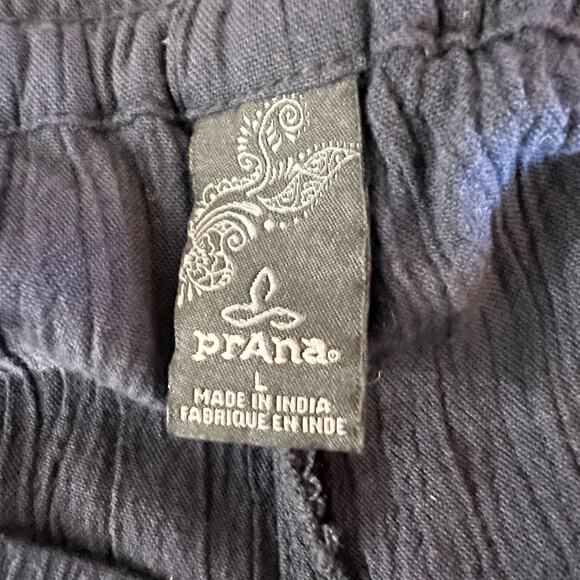 prAna
L
MADE IN INDIA
FABRIQUE EN INDE